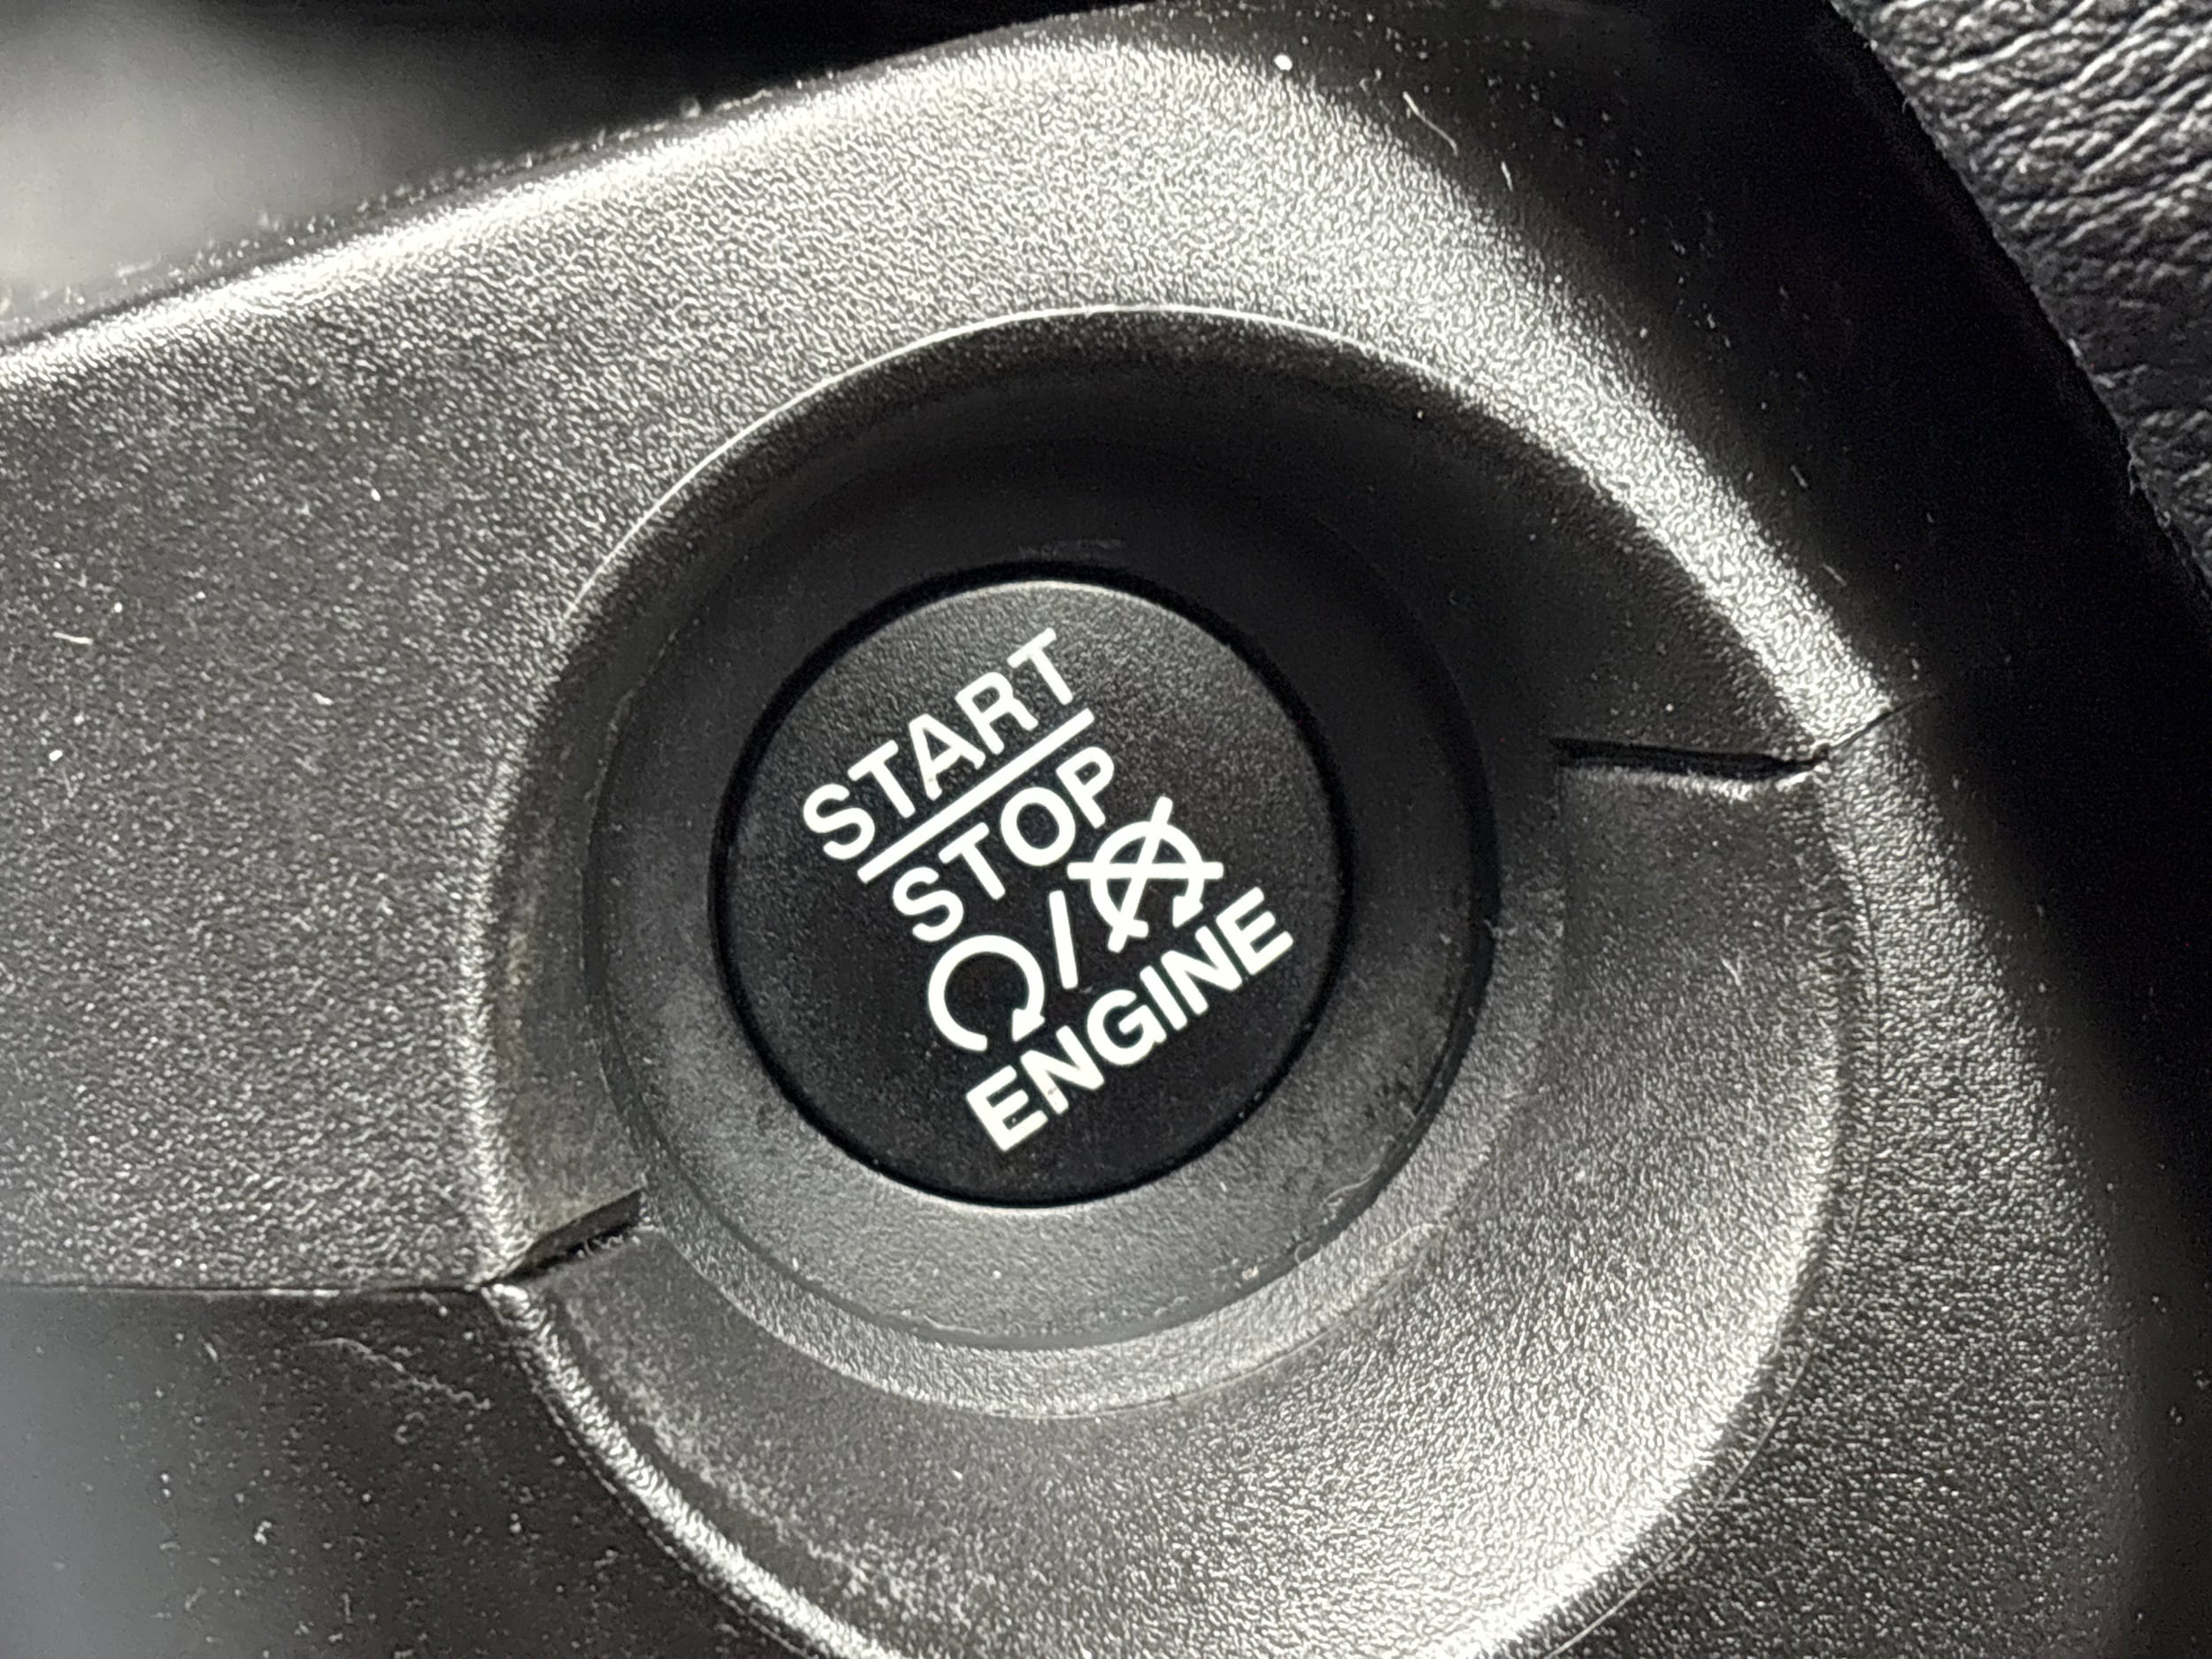 START
STOP
/
ENGINE